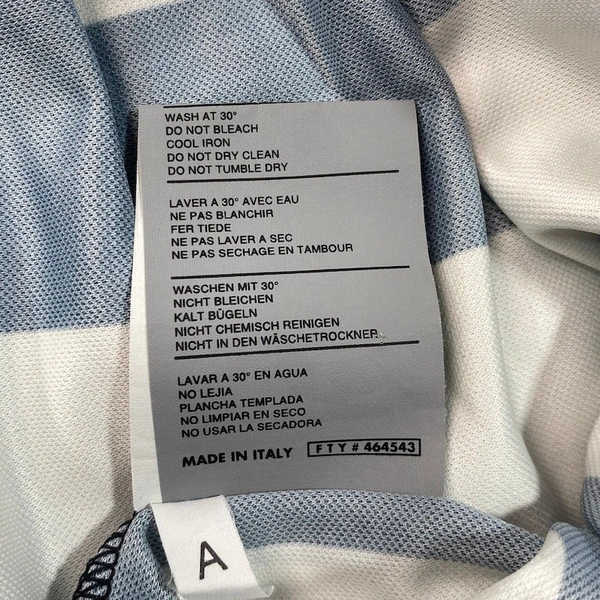 WASH AT 30°
DO NOT BLEACH
COOL IRON
DO NOT DRY CLEAN
DO NOT TUMBLE DRY
LAVER A 30° AVEC EAU
NE PAS BLANCHIR
FER TIEDE
NE PAS LAVER A SEC
NE PAS SECHAGE EN TAMBOUR
WASCHEN MIT 30°
NICHT BLEICHEN
KALT BÜGELN
NICHT CHEMISCH REINIGEN
NICHT IN DEN WÄSCHETROCKNER
LAVAR A 30° EN AGUA
NO LEJIA
PLANCHA TEMPLADA
NO LIMPIAR EN SECO
NO USAR LA SECADORA
MADE IN ITALY FTY # 464543
A